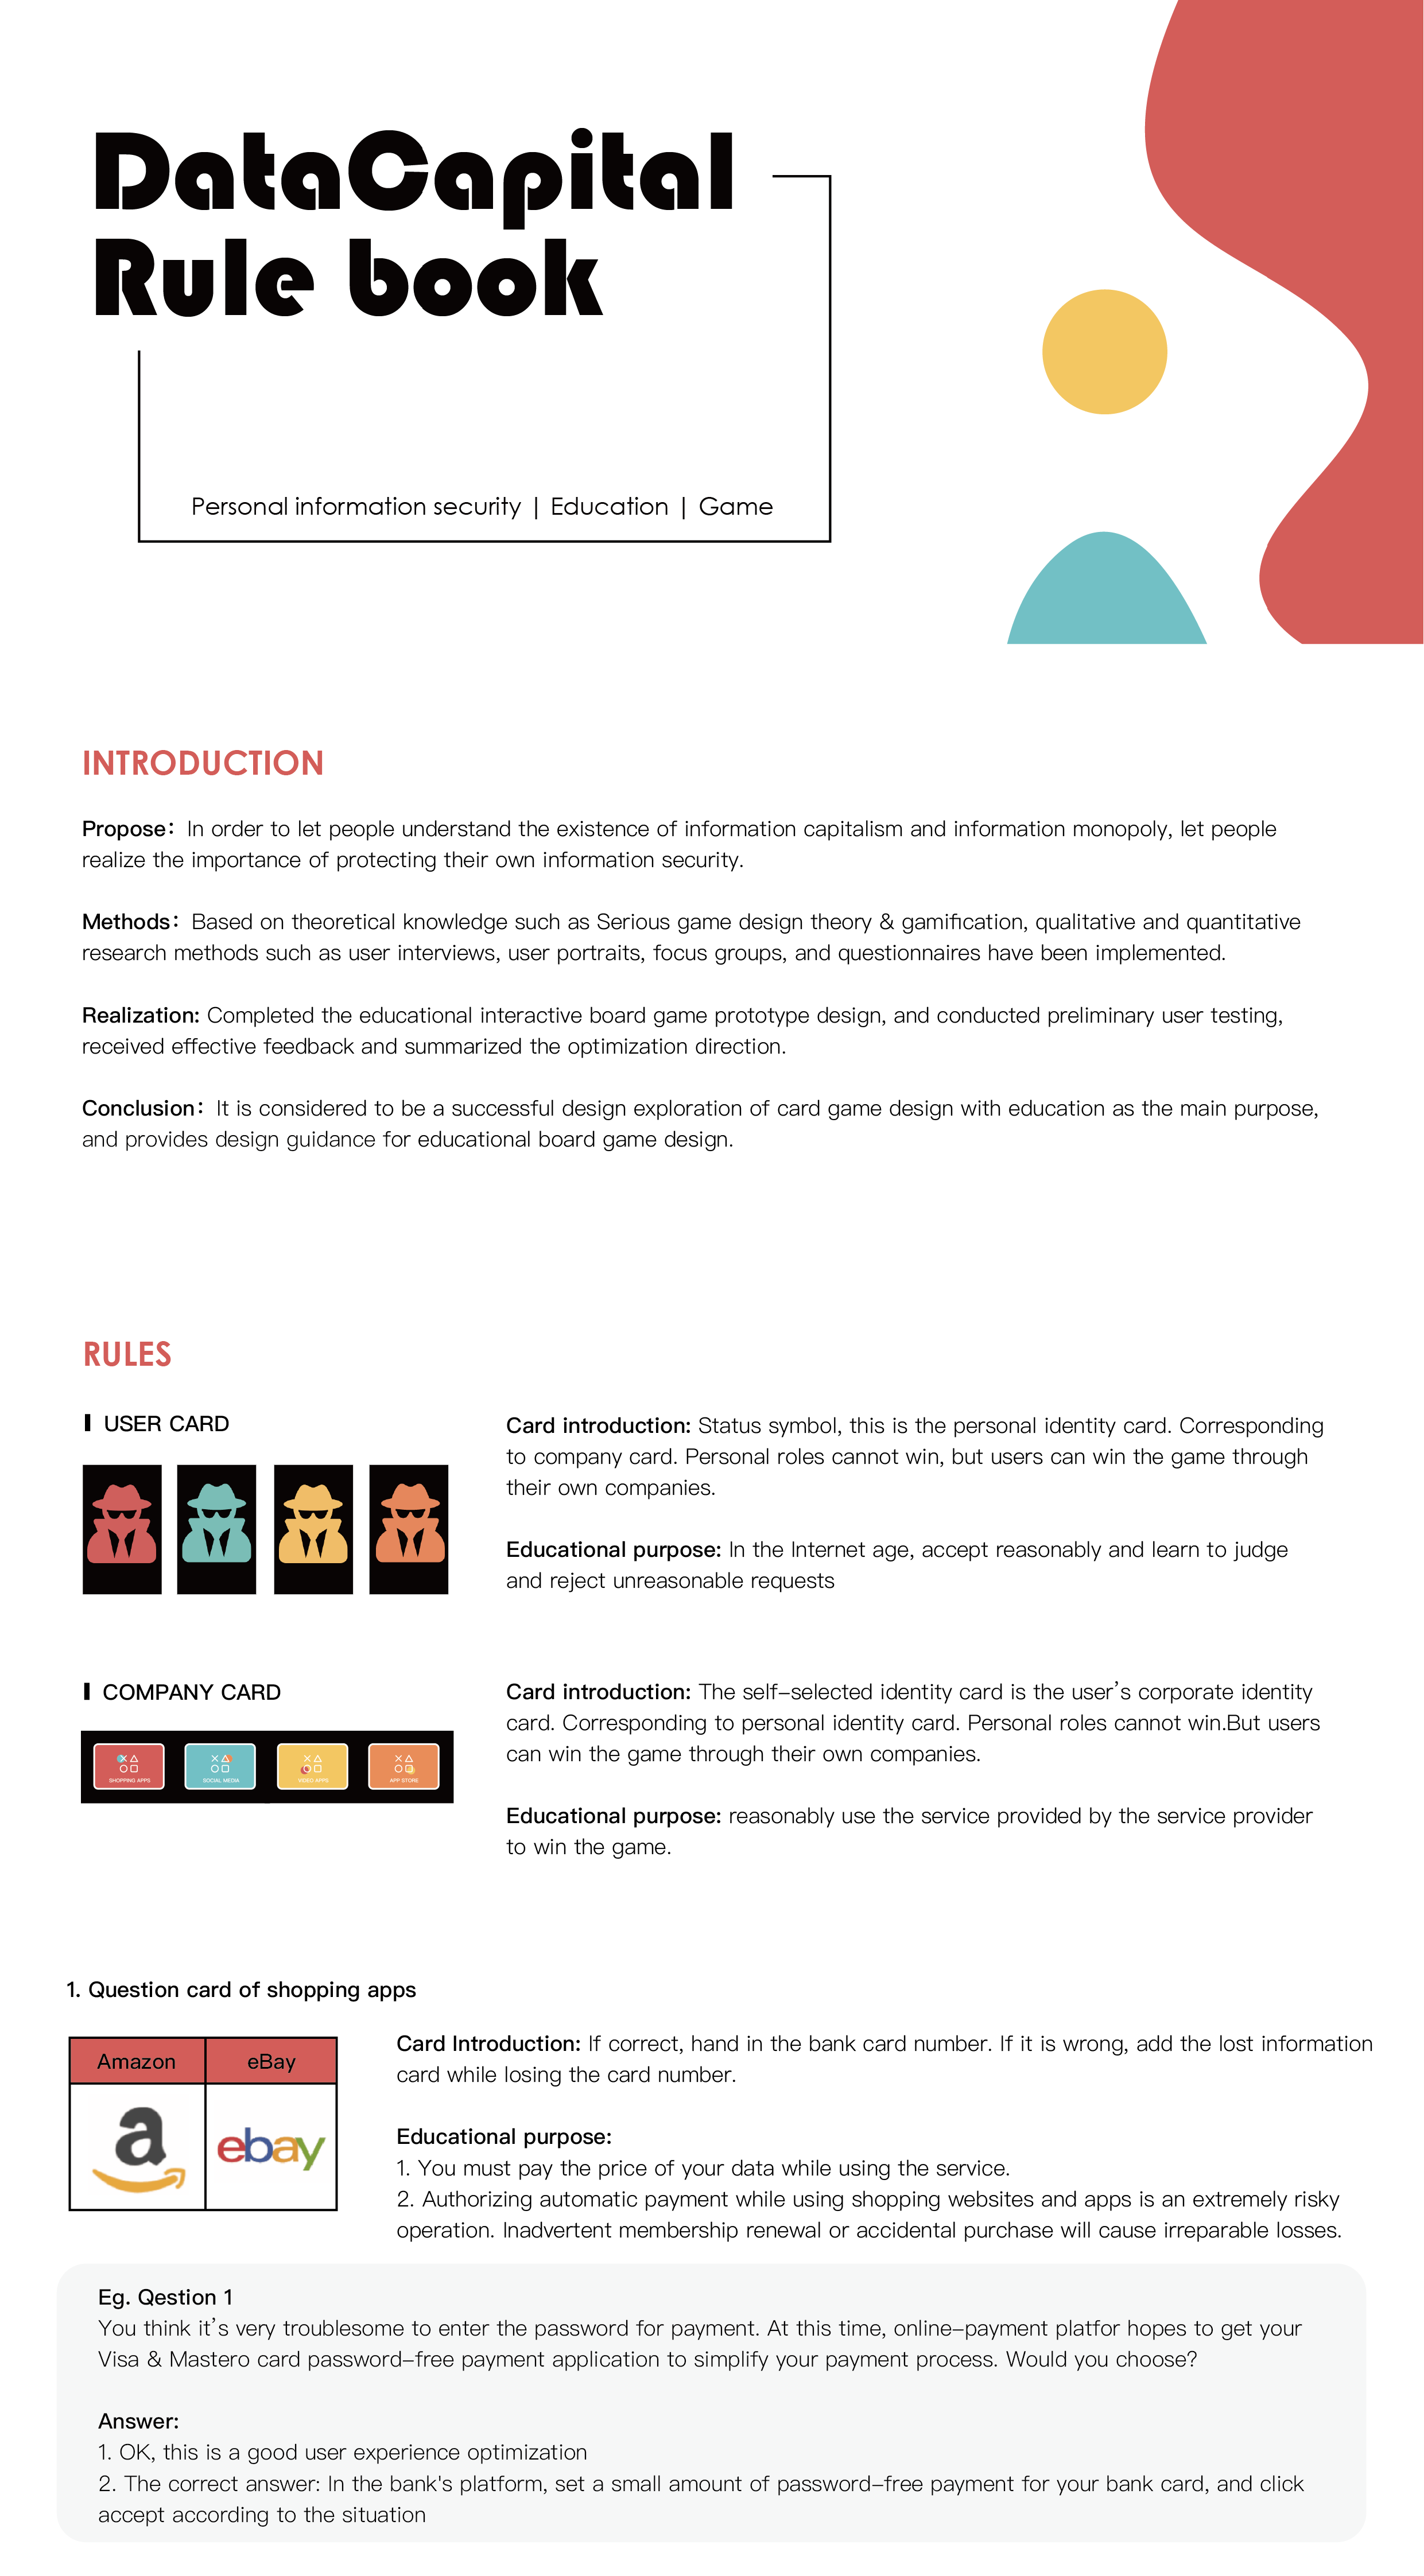 DataCapital
Rule book
Personal information security | Education | Game
INTRODUCTION
Propose： In order to let people understand the existence of information capitalism and information monopoly, let people
realize the importance of protecting their own information security.
Methods： Based on theoretical knowledge such as Serious game design theory & gamification, qualitative and quantitative
research methods such as user interviews, user portraits, focus groups, and questionnaires have been implemented.
Realization: Completed the educational interactive board game prototype design, and conducted preliminary user testing,
received effective feedback and summarized the optimization direction.
Conclusion： It is considered to be a successful design exploration of card game design with education as the main purpose,
and provides design guidance for educational board game design.
RULES
USER CARD
Card introduction: Status symbol, this is the personal identity card. Corresponding
to company card. Personal roles cannot win, but users can win the game through
their own companies.
Educational purpose: In the Internet age, accept reasonably and learn to judge
and reject unreasonable requests
COMPANY CARD
SHOPPING APPS
SOCIAL MEDIA
VIDEO APPS
APP STORE
Card introduction: The self-selected identity card is the user's corporate identity
card. Corresponding to personal identity card. Personal roles cannot win.But users
can win the game through their own companies.
Educational purpose: reasonably use the service provided by the service provider
to win the game.
1. Question card of shopping apps
Amazon eBay
a ebay
Card Introduction: If correct, hand in the bank card number. If it is wrong, add the lost information
card while losing the card number.
Educational purpose:
1. You must pay the price of your data while using the service.
2. Authorizing automatic payment while using shopping websites and apps is an extremely risky
operation. Inadvertent membership renewal or accidental purchase will cause irreparable losses.
Eg. Qestion 1
You think it's very troublesome to enter the password for payment. At this time, online-payment platfor hopes to get your
Visa & Mastero card password-free payment application to simplify your payment process. Would you choose?
Answer:
1. OK, this is a good user experience optimization
2. The correct answer: In the bank's platform, set a small amount of password-free payment for your bank card, and click
accept according to the situation